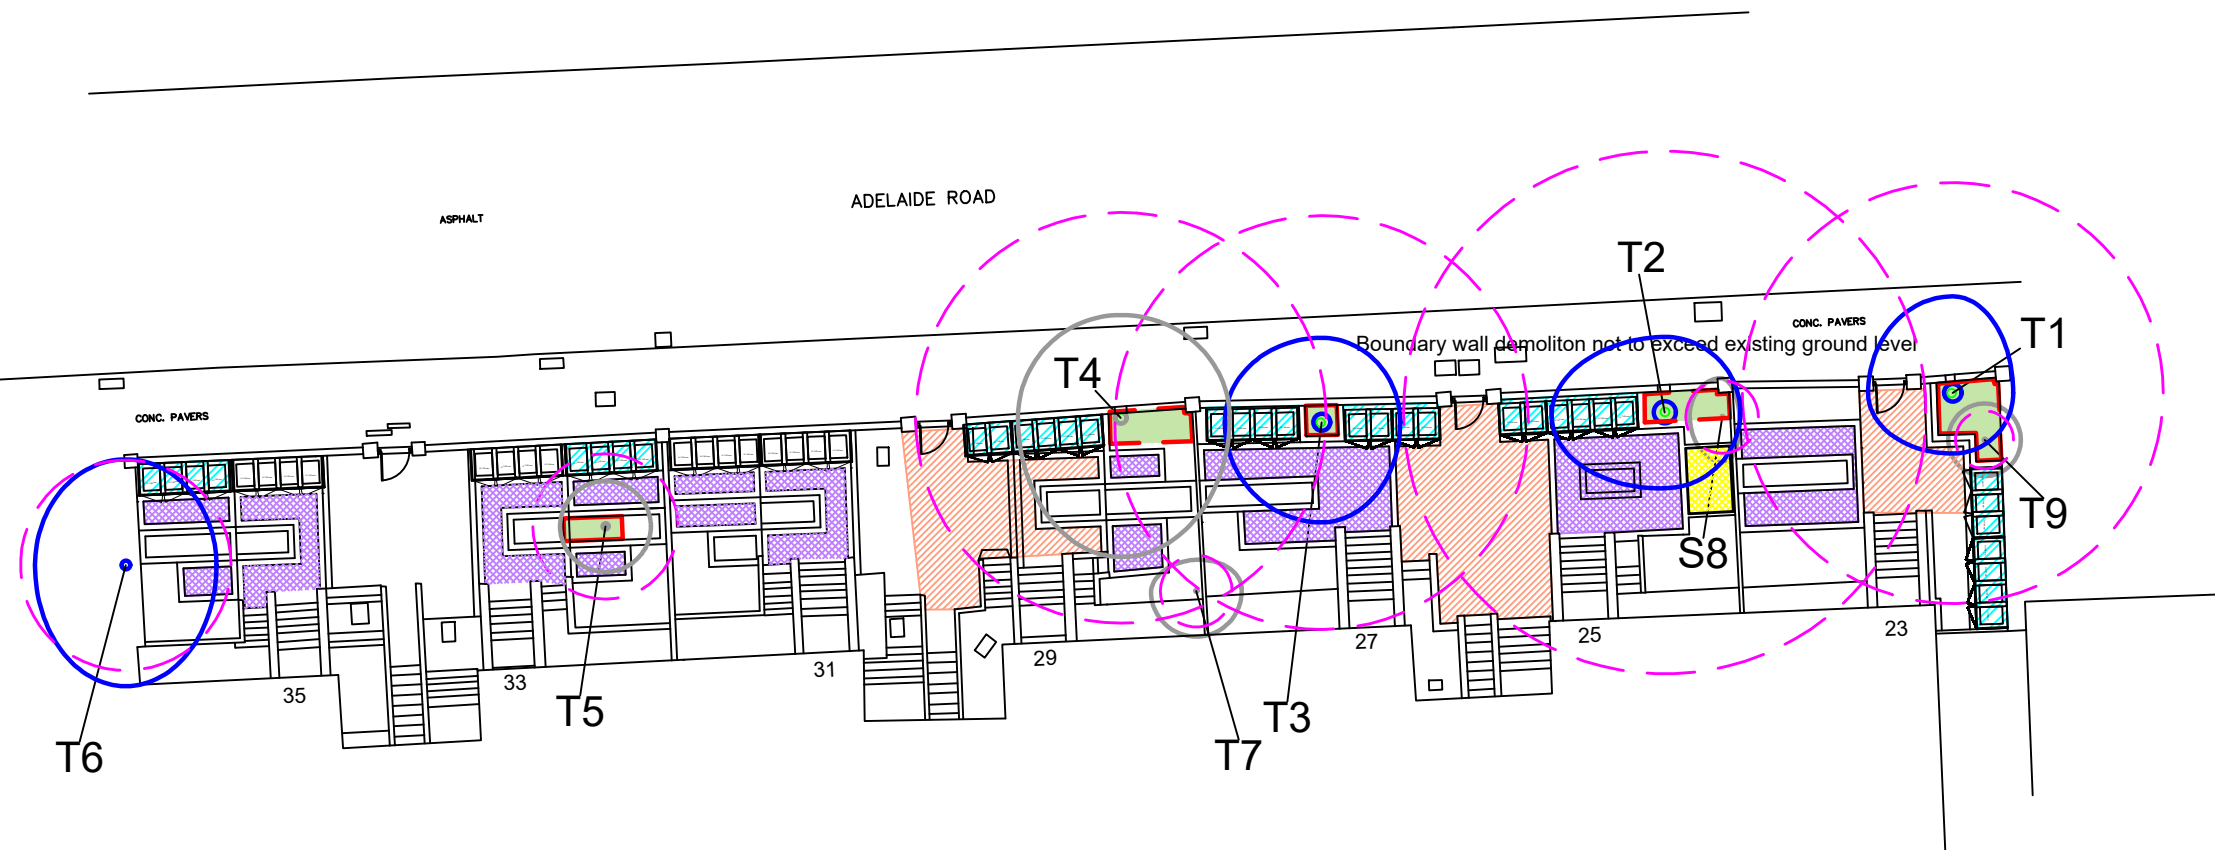 ADELAIDE ROAD
ASPHALT
T2
CONC. PAVERS
T1
Boundary wall demoliton not to exceed existing ground level
T4
CONC. PAVERS
T9
S8
23
25
27
29
31
33
35
T5
T3
T7
T6